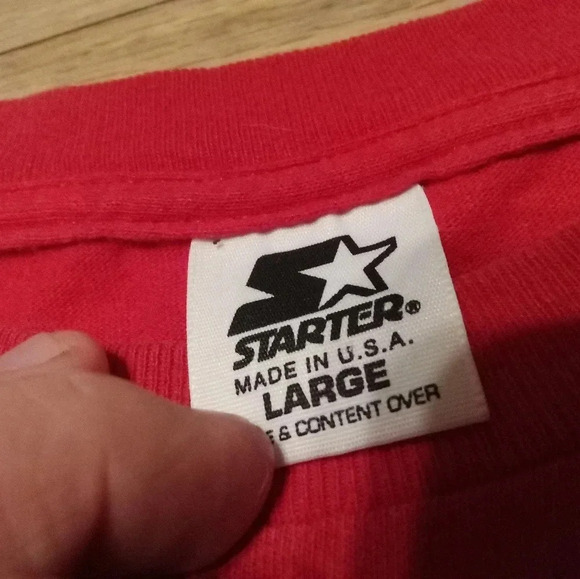 STARTER®
MADE IN U.S.A.
LARGE
& CONTENT OVER